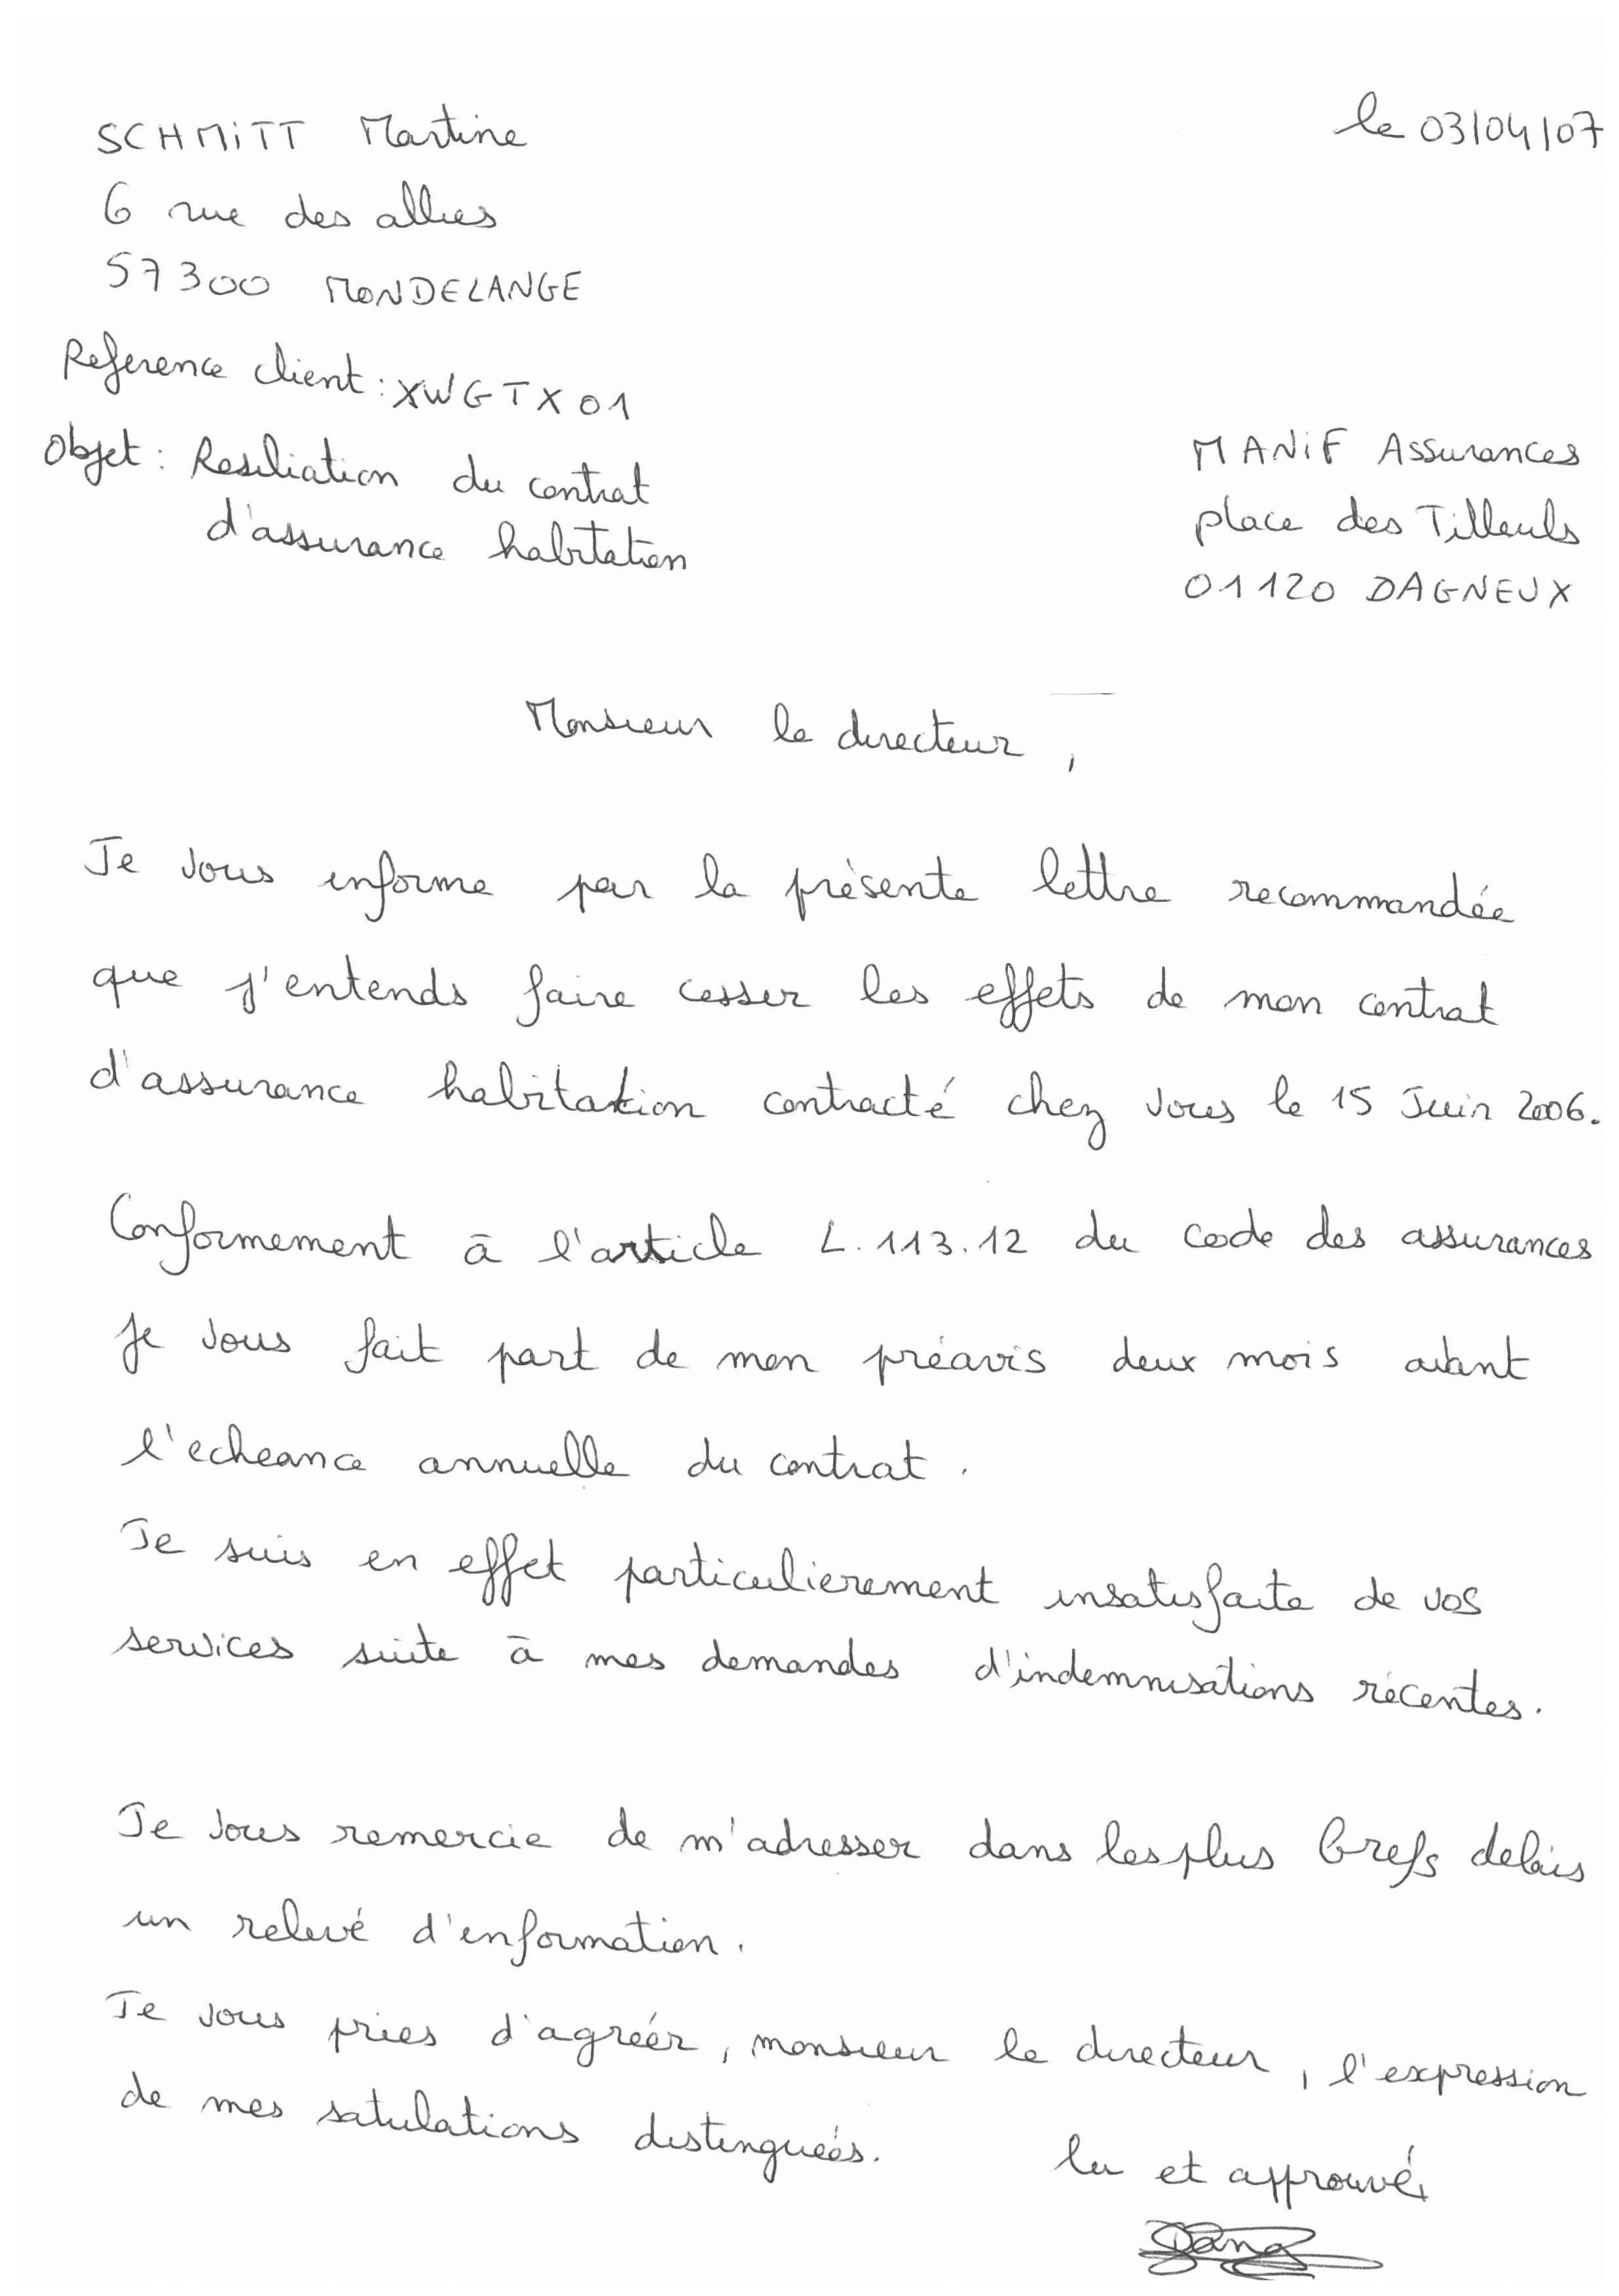 SCHMITT Martine
le 03/04/07
6 rue des allies
57300 MONDELANGE
Reference client : XWGTX01
Objet : Resiliation du contrat
d'assurance habitation
MANiF Assurances
place des Tilleuls
01120 DAGNEUX
Monsieur le directeur,
Je vous informe par la présente lettre recommandée
que j'entends faire cesser les effets de mon contrat
d'assurance habitation contracté chez vous le 15 Juin 2006.
Conformement à l'article L.113.12 du code des assurances
je vous fait part de mon préavis deux mois avant
l'echeance annuelle du contrat.
Je suis en effet particulierement insatisfaite de vos
services suite à mes demandes d'indemnisations récentes.
Je vous remercie de m'adresser dans les plus brefs delais
un relevé d'information.
Je vous pries d'agréér, monsieur le directeur, l'expression
de mes satulations distinguéés.
lu et approuvé